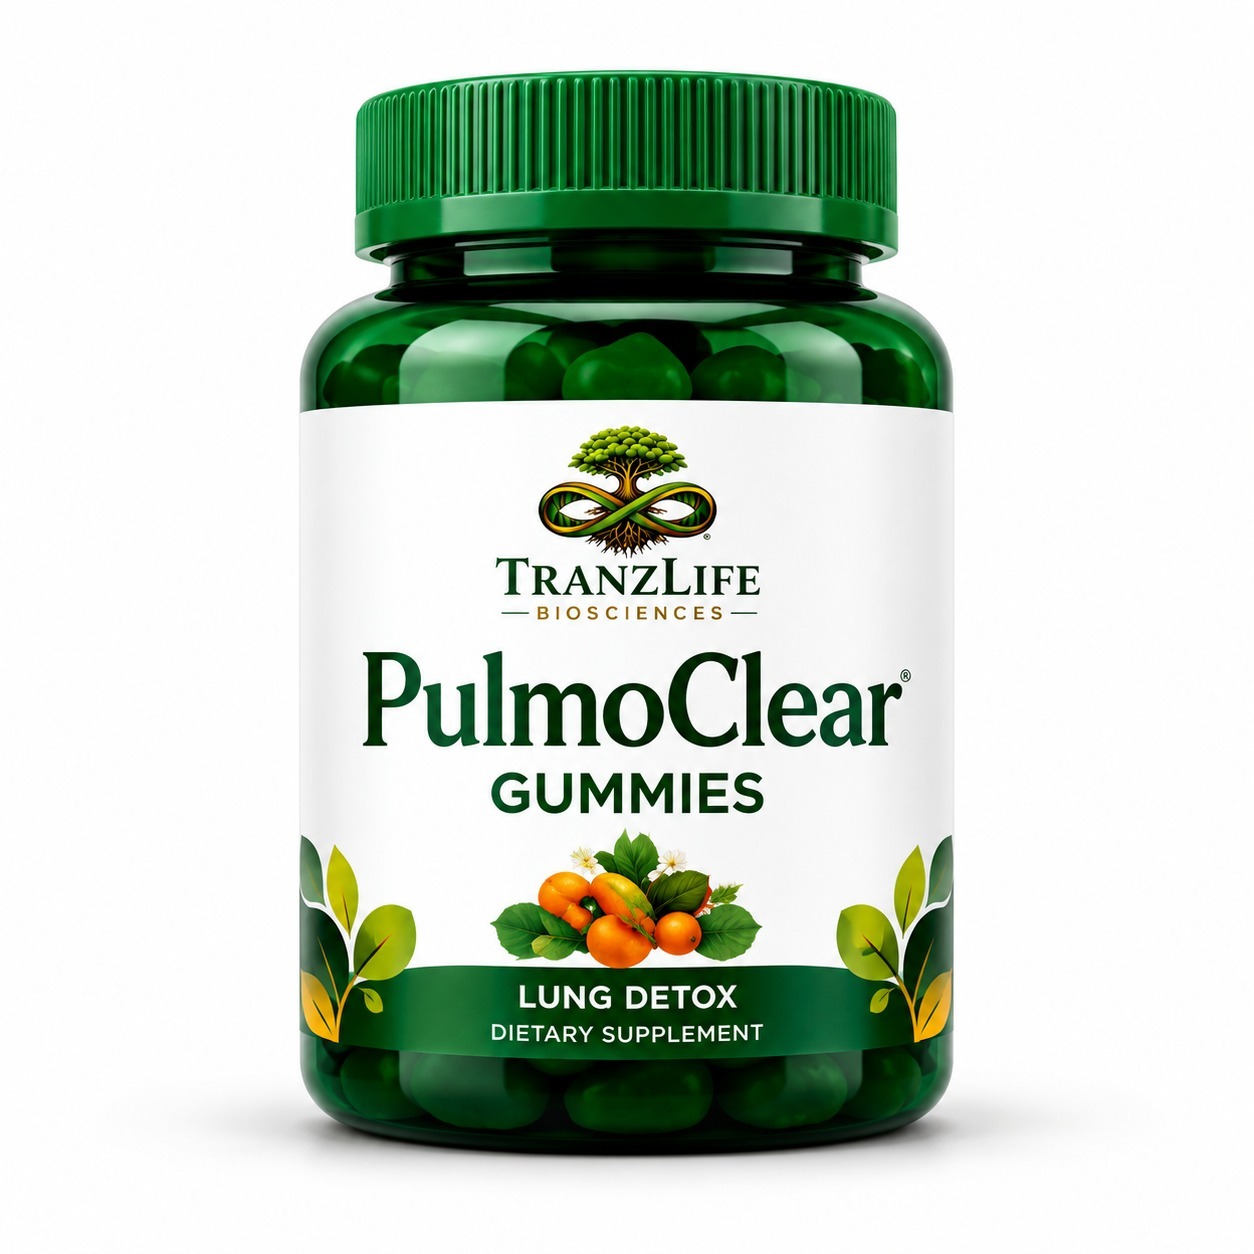 ®
TRANZLIFE
BIOSCIENCES
PulmoClear®
GUMMIES
LUNG DETOX
DIETARY SUPPLEMENT